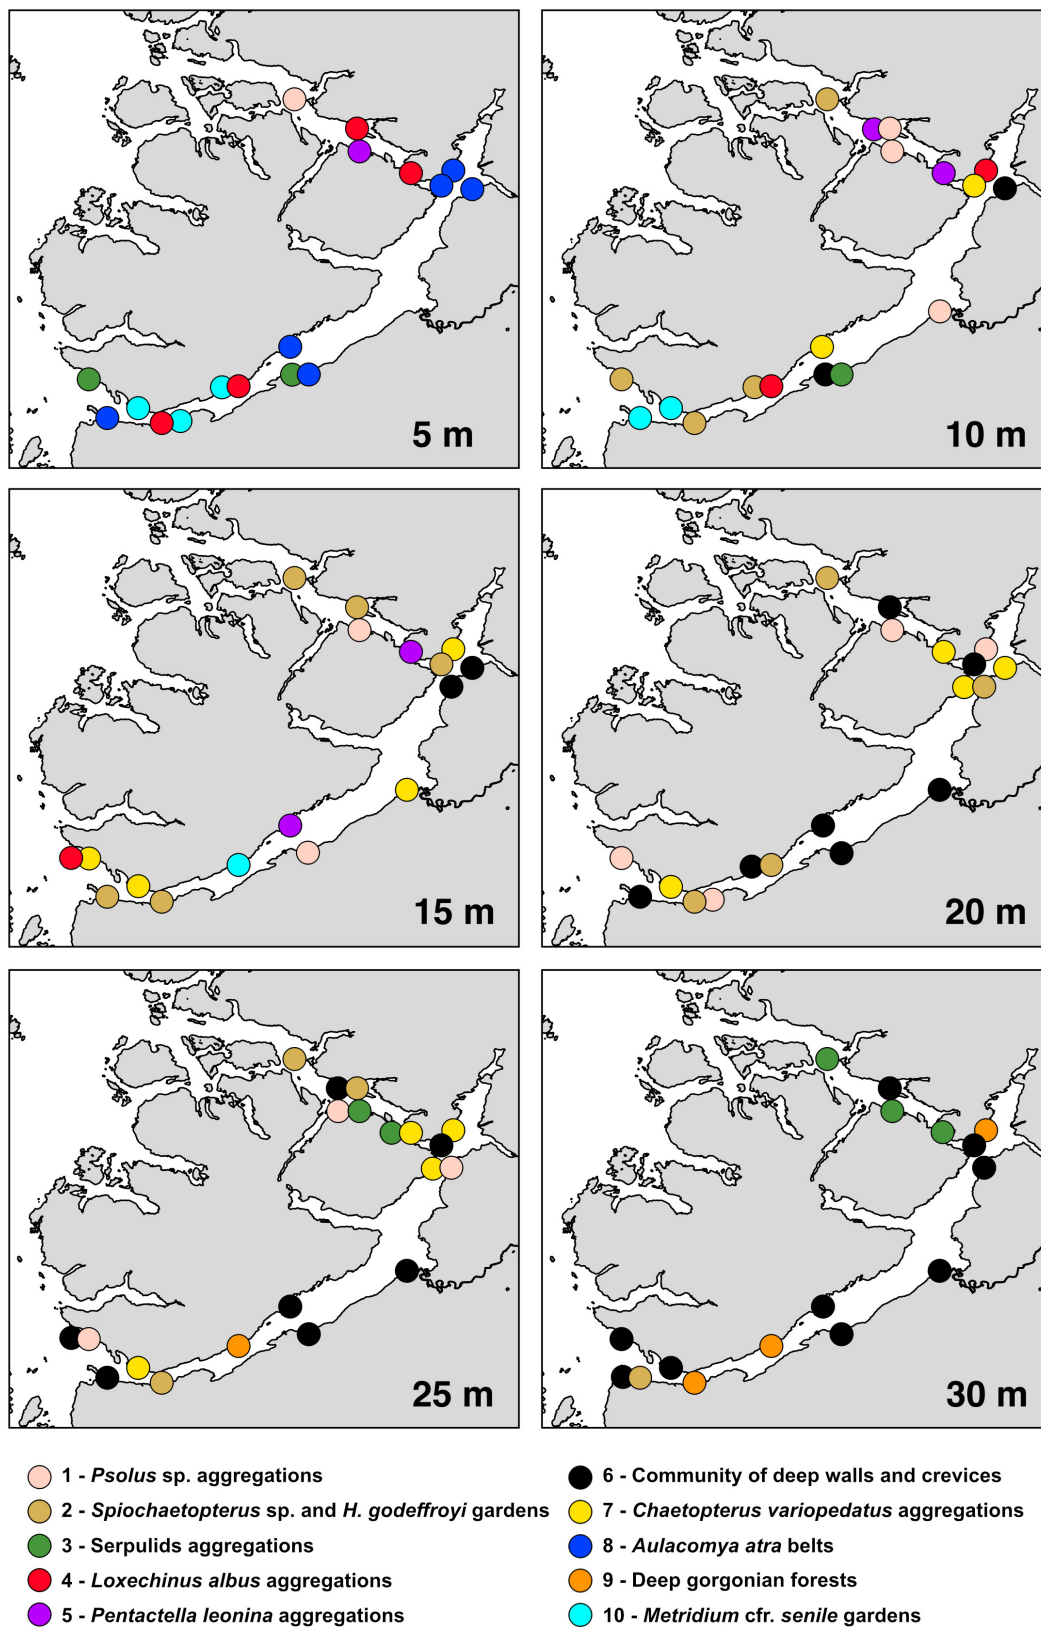 5 m
10 m
15 m
20 m
25 m
30 m
1 - Psolus sp. aggregations
2 - Spiochaetopterus sp. and H. godeffroyi gardens
3 - Serpulids aggregations
4 - Loxechinus albus aggregations
5 - Pentactella leonina aggregations
6 - Community of deep walls and crevices
7 - Chaetopterus variopedatus aggregations
8 - Aulacomya atra belts
9 - Deep gorgonian forests
10 - Metridium cfr. senile gardens